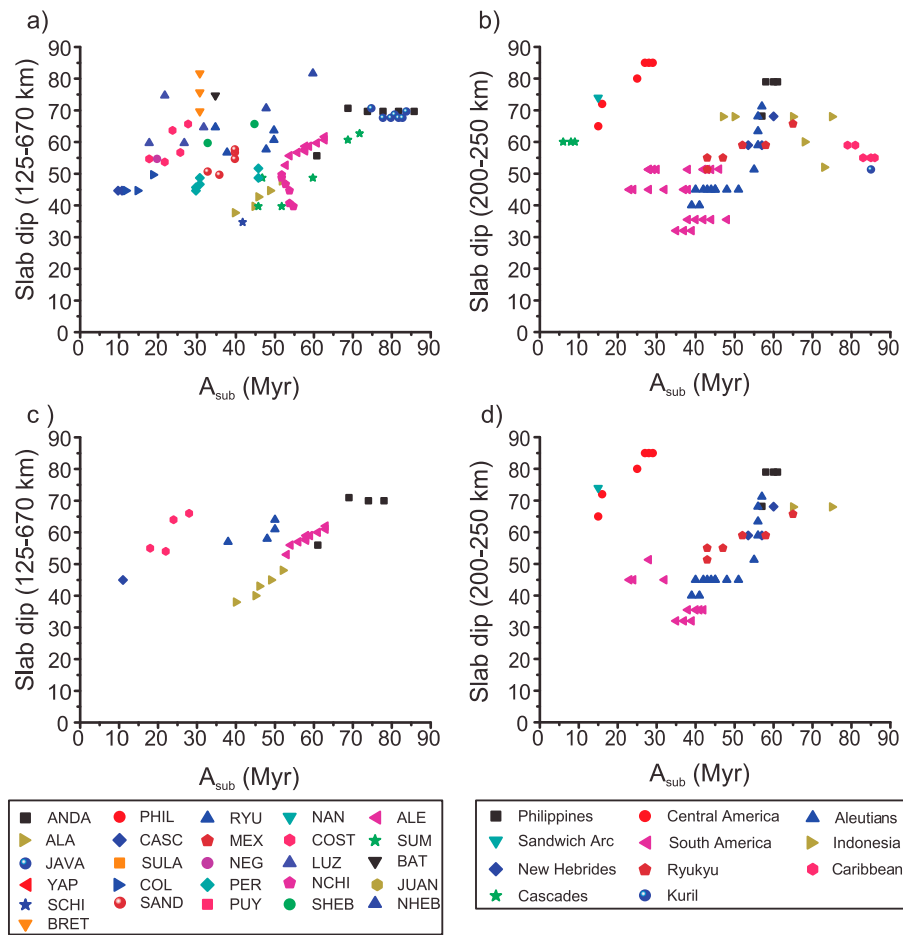 a)
b)
Slab dip (125-670 km)
90
80
70
60
50
40
30
20
10
0
0 10 20 30 40 50 60 70 80 90
A_sub (Myr)
Slab dip (200-250 km)
90
80
70
60
50
40
30
20
10
0
0 10 20 30 40 50 60 70 80 90
A_sub (Myr)
c )
d)
Slab dip (125-670 km)
90
80
70
60
50
40
30
20
10
0
0 10 20 30 40 50 60 70 80 90
A_sub (Myr)
Slab dip (200-250 km)
90
80
70
60
50
40
30
20
10
0
0 10 20 30 40 50 60 70 80 90
A_sub (Myr)
ANDA PHIL RYU NAN ALE
ALA CASC MEX COST SUM
JAVA SULA NEG LUZ BAT
YAP COL PER NCHI JUAN
SCHI SAND PUY SHEB NHEB
BRET
Philippines Central America Aleutians
Sandwich Arc South America Indonesia
New Hebrides Ryukyu Caribbean
Cascades Kuril